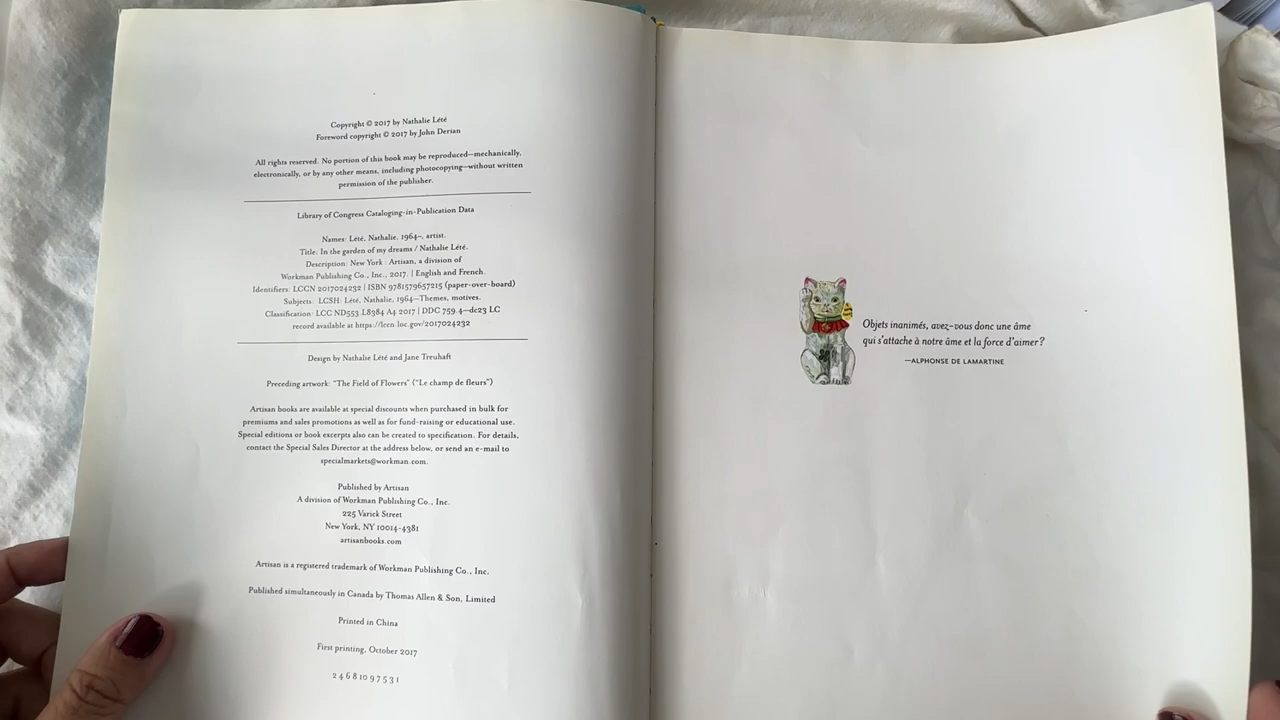 Copyright © 2017 by Nathalie Lété
Foreword copyright © 2017 by John Derian
All rights reserved. No portion of this book may be reproduced—mechanically,
electronically, or by any other means, including photocopying—without written
permission of the publisher.
Library of Congress Cataloging-in-Publication Data
Names: Lété, Nathalie, 1964–, artist.
Title: In the garden of my dreams / Nathalie Lété.
Description: New York : Artisan, a division of
Workman Publishing Co., Inc., 2017. | English and French.
Identifiers: LCCN 2017024232 | ISBN 9781579657215 (paper-over-board)
Subjects: LCSH: Lété, Nathalie, 1964—Themes, motives.
Classification: LCC ND553.L8384 A4 2017 | DDC 759.4—dc23 LC
record available at https://lccn.loc.gov/2017024232
Design by Nathalie Lété and Jane Treuhaft
Preceding artwork: “The Field of Flowers” (“Le champ de fleurs”)
Artisan books are available at special discounts when purchased in bulk for
premiums and sales promotions as well as for fund-raising or educational use.
Special editions or book excerpts also can be created to specification. For details,
contact the Special Sales Director at the address below, or send an e-mail to
specialmarkets@workman.com.
Published by Artisan
A division of Workman Publishing Co., Inc.
225 Varick Street
New York, NY 10014-4381
artisanbooks.com
Artisan is a registered trademark of Workman Publishing Co., Inc.
Published simultaneously in Canada by Thomas Allen & Son, Limited
Printed in China
First printing, October 2017
2 4 6 8 10 9 7 5 3 1
Objets inanimés, avez-vous donc une âme
qui s’attache à notre âme et la force d’aimer?
—ALPHONSE DE LAMARTINE